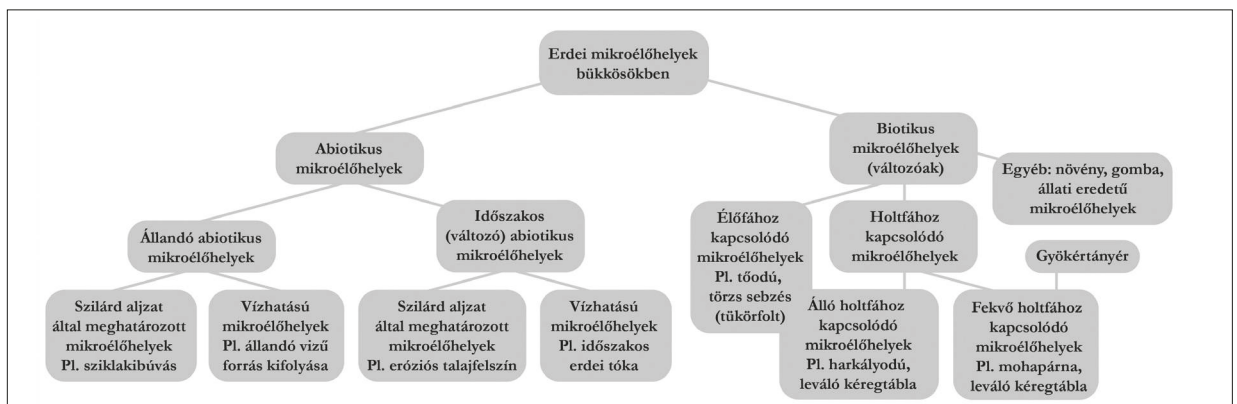 Erdei mikroélőhelyek
bükkösökben
Abiotikus
mikroélőhelyek
Biotikus
mikroélőhelyek
(változóak)
Egyéb: növény, gomba,
állati eredetű
mikroélőhelyek
Állandó abiotikus
mikroélőhelyek
Időszakos
(változó) abiotikus
mikroélőhelyek
Élőfához
kapcsolódó
mikroélőhelyek
Pl. tőodú,
törzs sebzés
(tükörfolt)
Holtfához
kapcsolódó
mikroélőhelyek
Gyökértányér
Szilárd aljzat
által meghatározott
mikroélőhelyek
Pl. sziklakibúvás
Vízhatású
mikroélőhelyek
Pl. állandó vizű
forrás kifolyása
Szilárd aljzat
által meghatározott
mikroélőhelyek
Pl. eróziós talajfelszín
Vízhatású
mikroélőhelyek
Pl. időszakos
erdei tóka
Álló holtfához
kapcsolódó
mikroélőhelyek
Pl. harkályodú,
leváló kéregtábla
Fekvő holtfához
kapcsolódó
mikroélőhelyek
Pl. mohapárna,
leváló kéregtábla